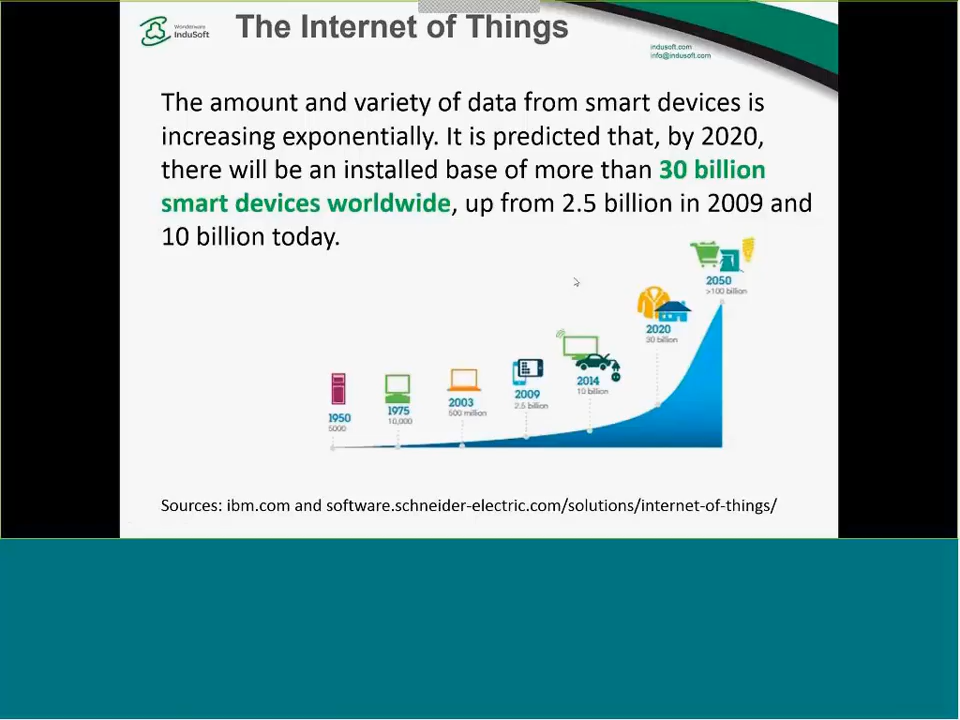 Wonderware
InduSoft
The Internet of Things
indusoft.com
info@indusoft.com
The amount and variety of data from smart devices is
increasing exponentially. It is predicted that, by 2020,
there will be an installed base of more than 30 billion
smart devices worldwide, up from 2.5 billion in 2009 and
10 billion today.
2050
>100 billion
2020
30 billion
2014
10 billion
2009
2.5 billion
2003
500 million
1975
10,000
1950
5000
Sources: ibm.com and software.schneider-electric.com/solutions/internet-of-things/